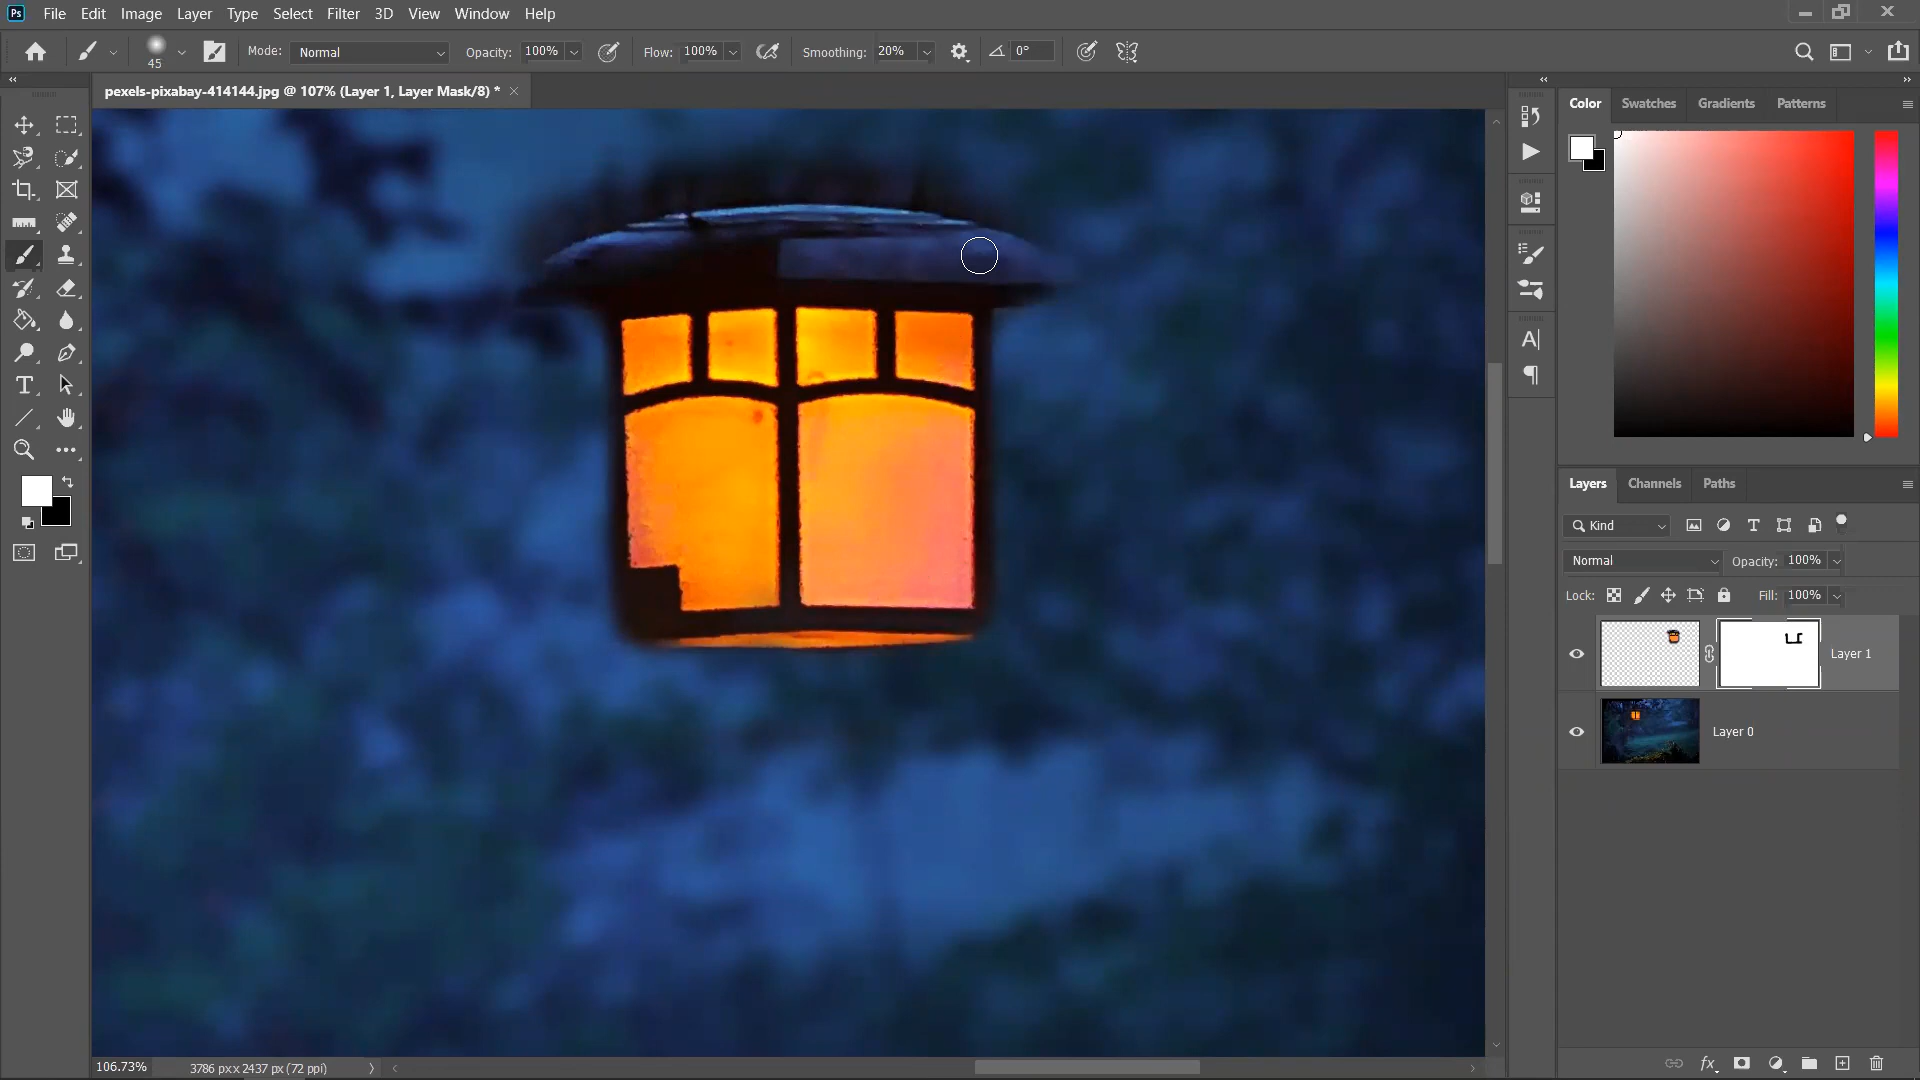 Ps File Edit Image Layer Type Select Filter 3D View Window Help
45 Mode: Normal Opacity: 100% Flow: 100% Smoothing: 20% 0°
pexels-pixabay-414144.jpg @ 107% (Layer 1, Layer Mask/8) *
Color Swatches Gradients Patterns
Layers Channels Paths
Kind
Normal Opacity: 100%
Lock: Fill: 100%
Layer 1
Layer 0
fx
106.73% 3786 px x 2437 px (72 ppi)